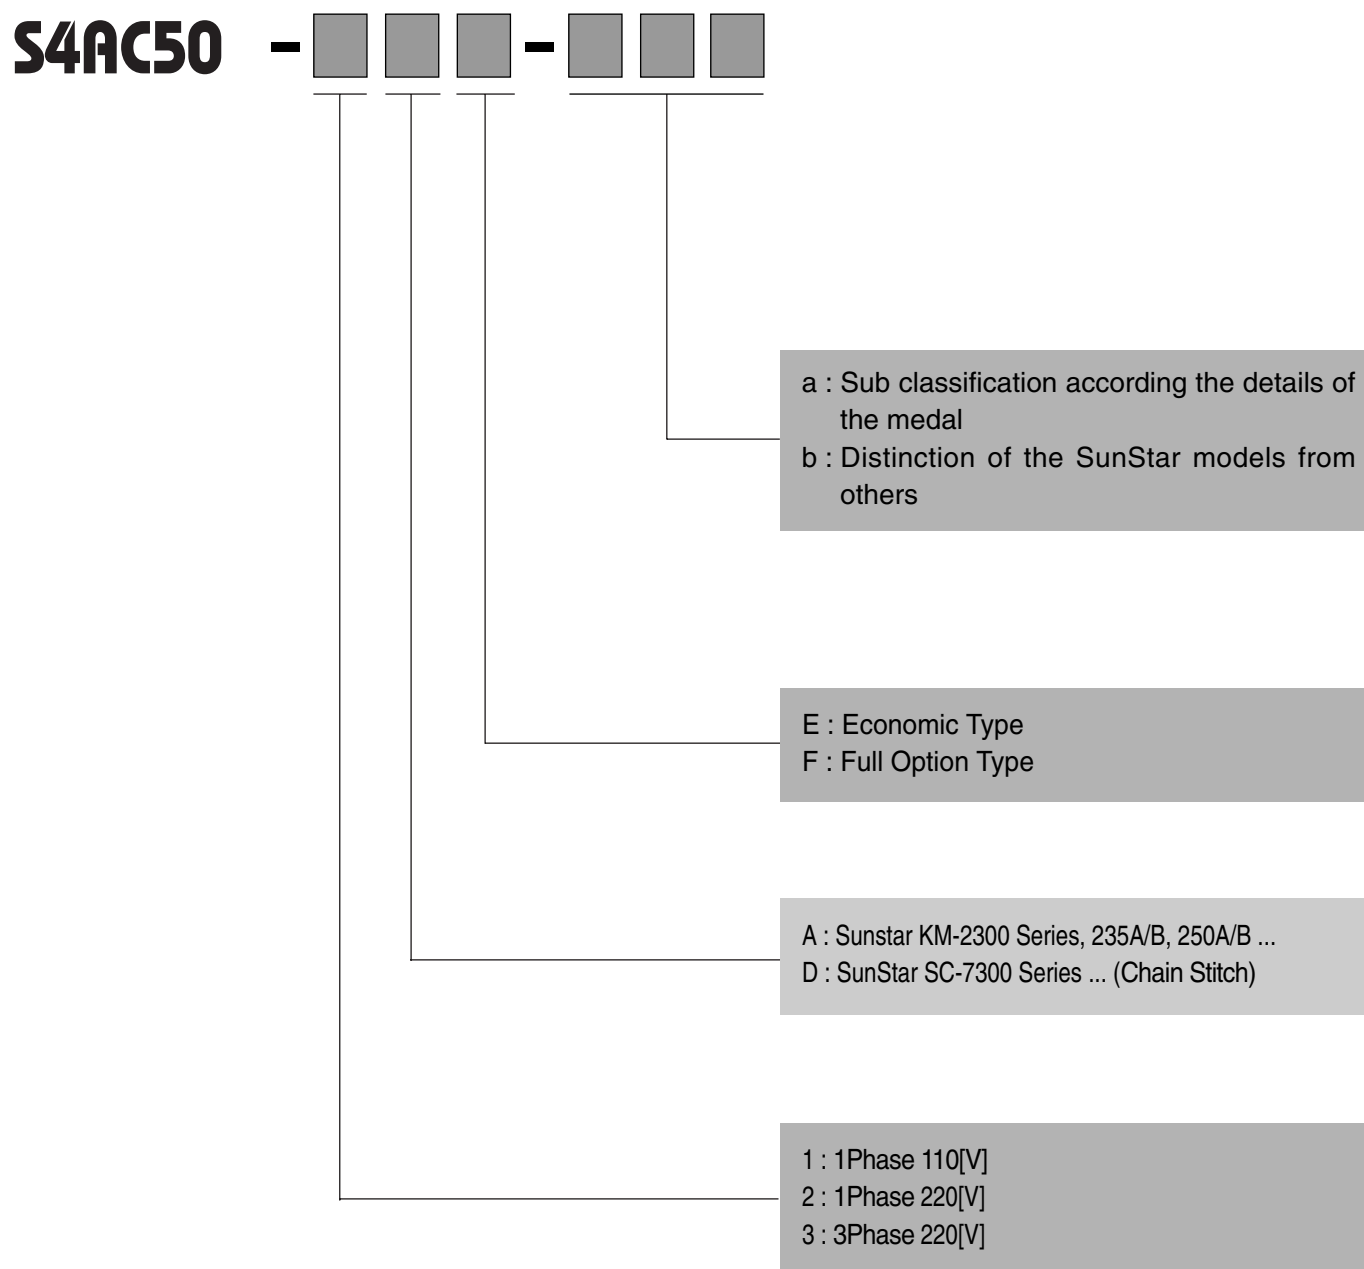 S4AC50 - -
a : Sub classification according the details of
the medal
b : Distinction of the SunStar models from
others
E : Economic Type
F : Full Option Type
A : Sunstar KM-2300 Series, 235A/B, 250A/B ...
D : SunStar SC-7300 Series ... (Chain Stitch)
1 : 1Phase 110[V]
2 : 1Phase 220[V]
3 : 3Phase 220[V]